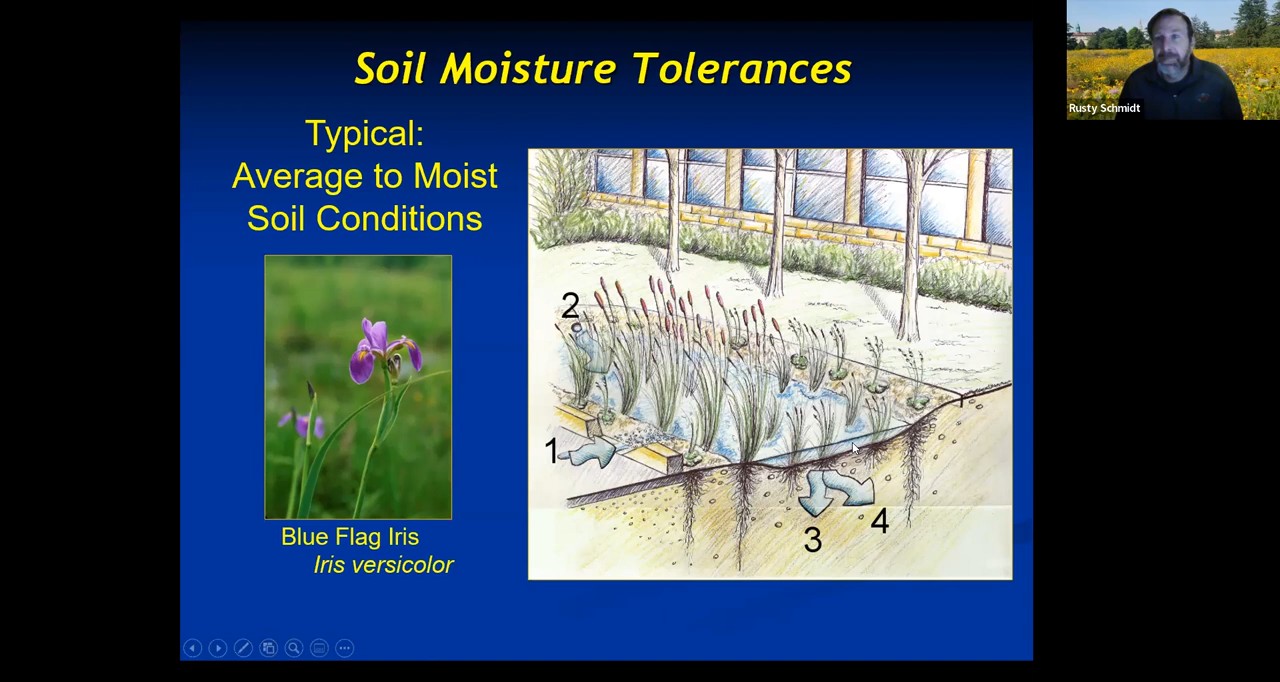 Soil Moisture Tolerances
Typical:
Average to Moist
Soil Conditions
Blue Flag Iris
Iris versicolor
2
1
3
4
Rusty Schmidt